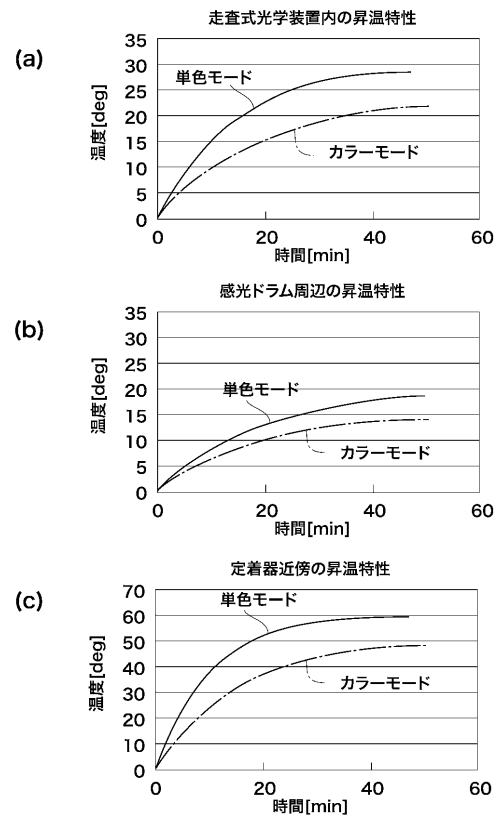 走査式光学装置内の昇温特性
(a)
温度[deg]
35
30
25
20
15
10
5
0
単色モード
カラーモード
0 20 40 60
時間[min]
感光ドラム周辺の昇温特性
(b)
温度[deg]
35
30
25
20
15
10
5
0
単色モード
カラーモード
0 20 40 60
時間[min]
定着器近傍の昇温特性
(c)
温度[deg]
70
60
50
40
30
20
10
0
単色モード
カラーモード
0 20 40 60
時間[min]